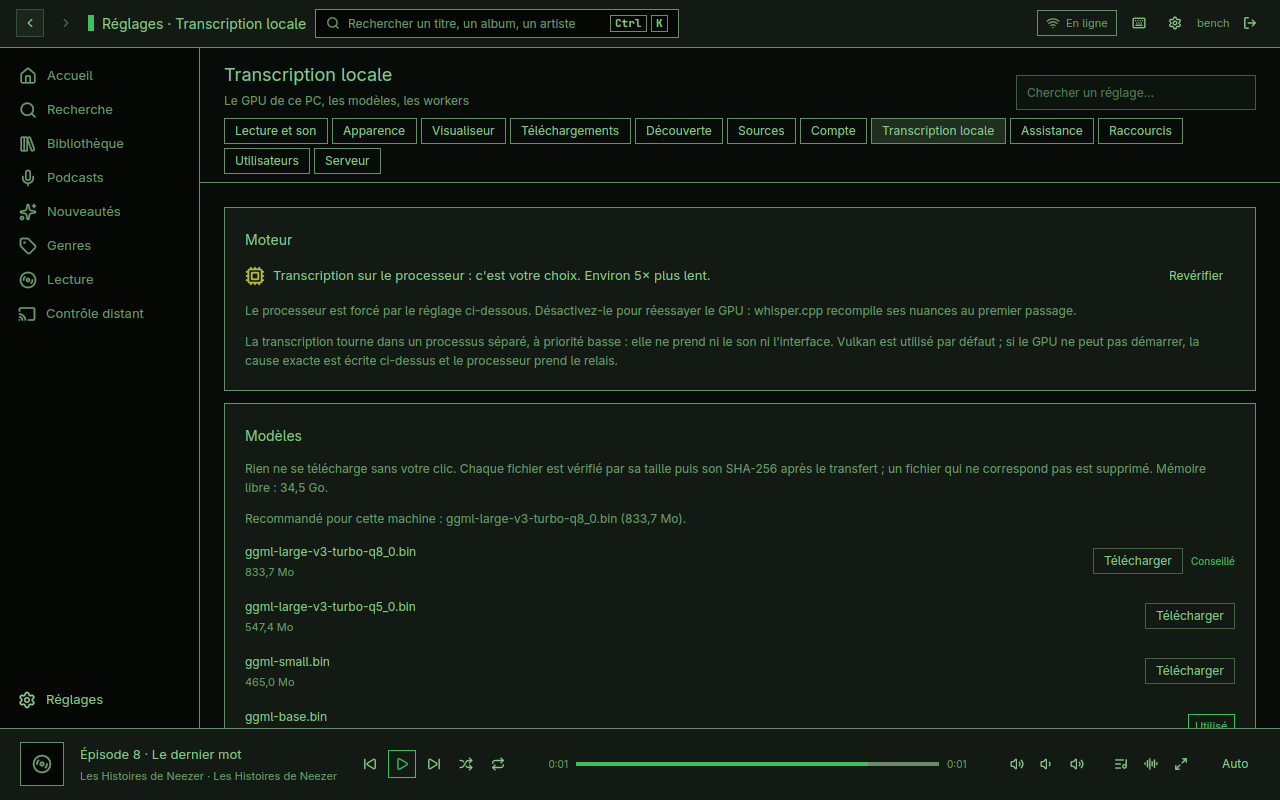 Réglages · Transcription locale
Rechercher un titre, un album, un artiste
Ctrl K
En ligne
bench
Accueil
Recherche
Bibliothèque
Podcasts
Nouveautés
Genres
Lecture
Contrôle distant
Réglages
Transcription locale
Le GPU de ce PC, les modèles, les workers
Chercher un réglage…
Lecture et son
Apparence
Visualiseur
Téléchargements
Découverte
Sources
Compte
Transcription locale
Assistance
Raccourcis
Utilisateurs
Serveur
Moteur
Transcription sur le processeur : c'est votre choix. Environ 5× plus lent.
Revérifier
Le processeur est forcé par le réglage ci-dessous. Désactivez-le pour réessayer le GPU : whisper.cpp recompile ses nuances au premier passage.
La transcription tourne dans un processus séparé, à priorité basse : elle ne prend ni le son ni l'interface. Vulkan est utilisé par défaut ; si le GPU ne peut pas démarrer, la
cause exacte est écrite ci-dessus et le processeur prend le relais.
Modèles
Rien ne se télécharge sans votre clic. Chaque fichier est vérifié par sa taille puis son SHA-256 après le transfert ; un fichier qui ne correspond pas est supprimé. Mémoire
libre : 34,5 Go.
Recommandé pour cette machine : ggml-large-v3-turbo-q8_0.bin (833,7 Mo).
ggml-large-v3-turbo-q8_0.bin
833,7 Mo
Télécharger
Conseillé
ggml-large-v3-turbo-q5_0.bin
547,4 Mo
Télécharger
ggml-small.bin
465,0 Mo
Télécharger
ggml-base.bin
Utilisé
Épisode 8 · Le dernier mot
Les Histoires de Neezer · Les Histoires de Neezer
0:01
0:01
Auto